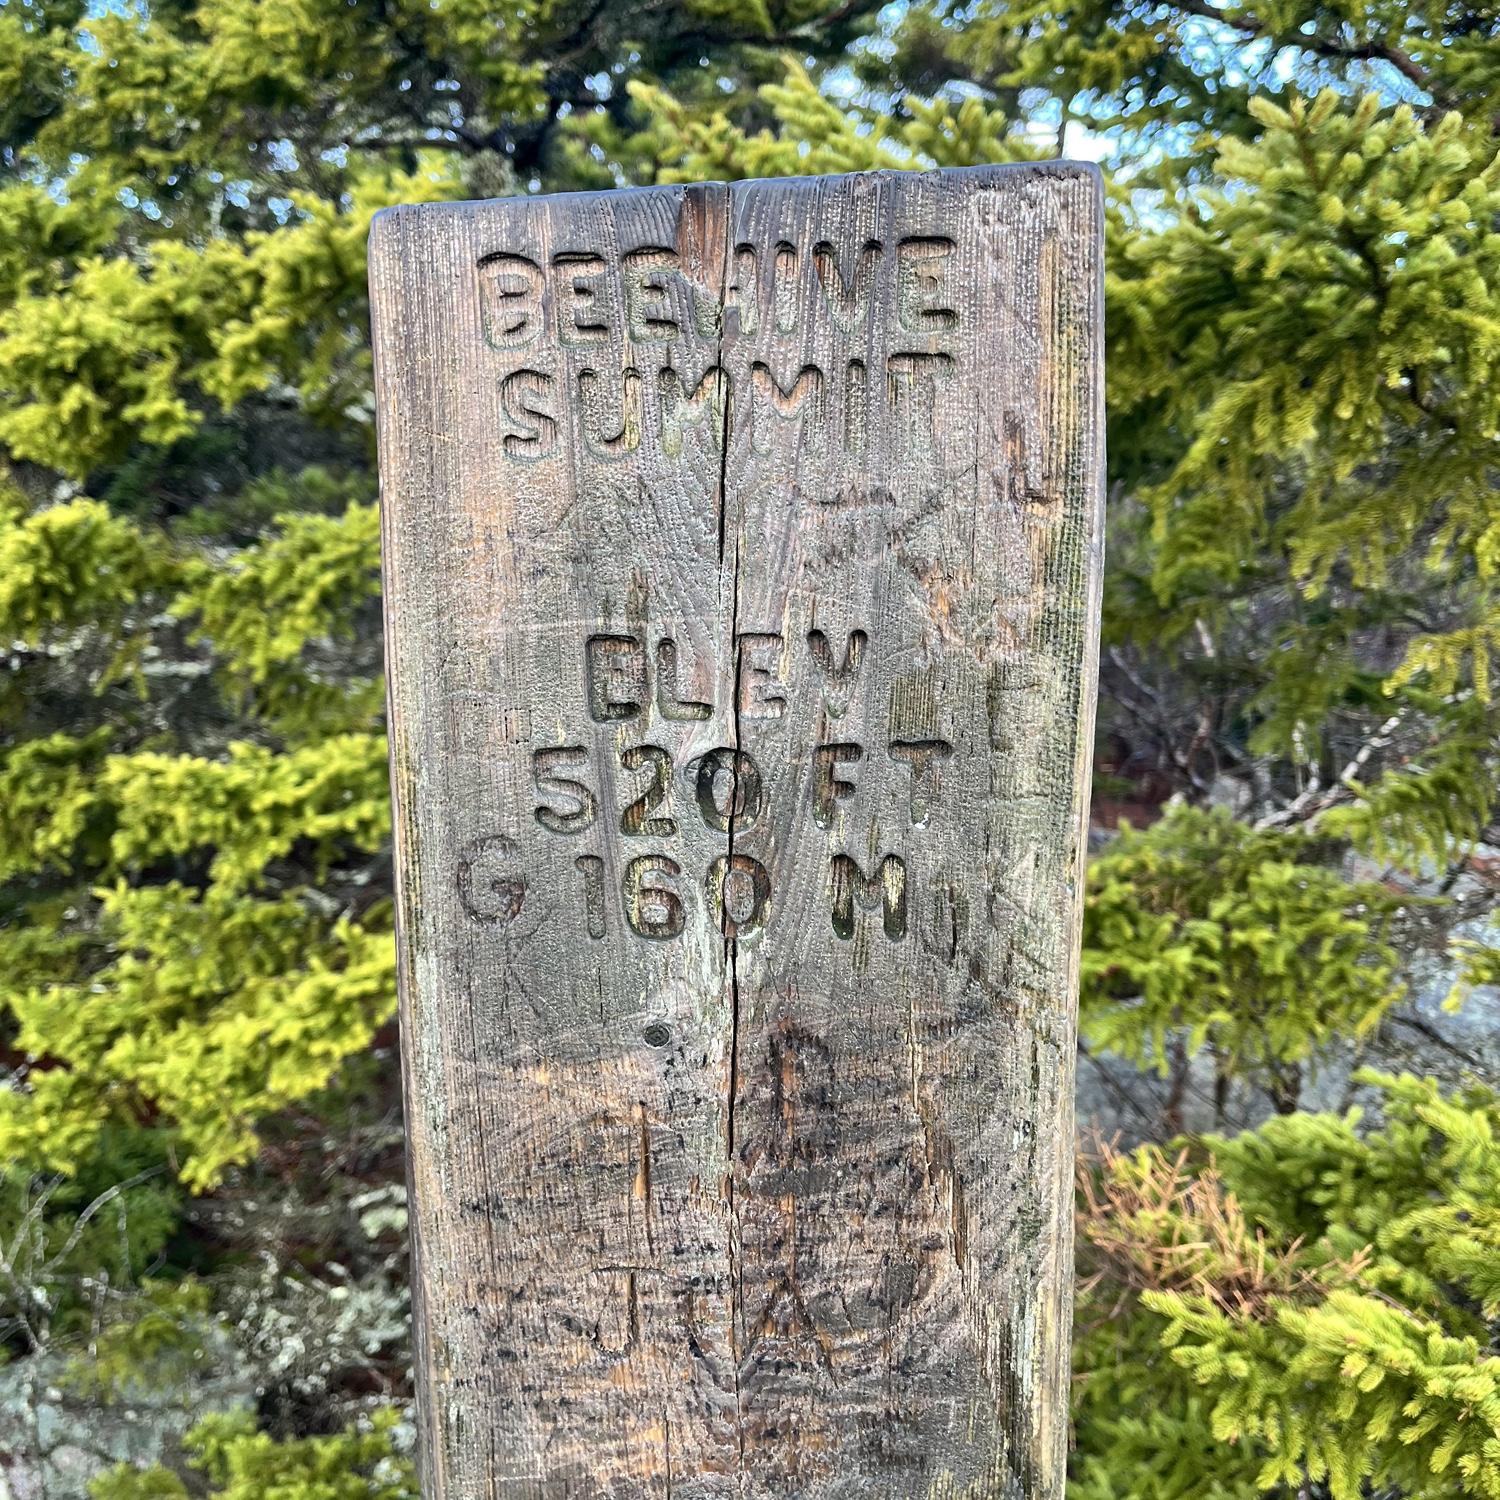 BEEHIVE
SUMMIT
ELEV
520 FT
G 160 M